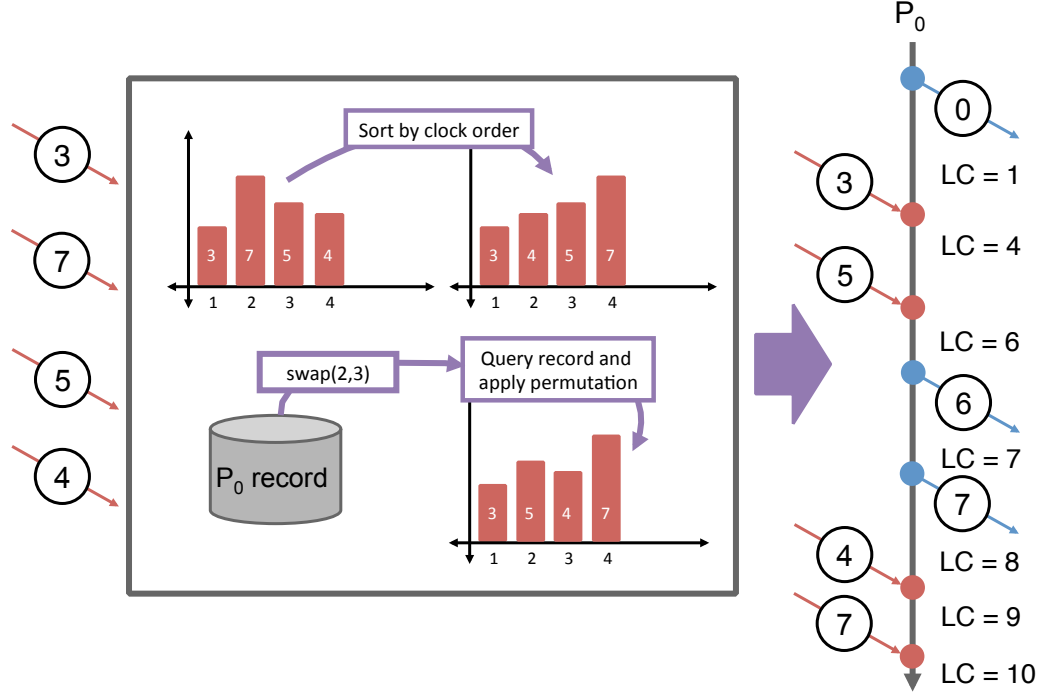 3
7
5
4
Sort by clock order
3 7 5 4
1 2 3 4
3 4 5 7
1 2 3 4
swap(2,3)
Query record and
apply permutation
P₀ record
3 5 4 7
1 2 3 4
P₀
0
LC = 1
3
LC = 4
5
LC = 6
6
LC = 7
7
LC = 8
4
LC = 9
7
LC = 10